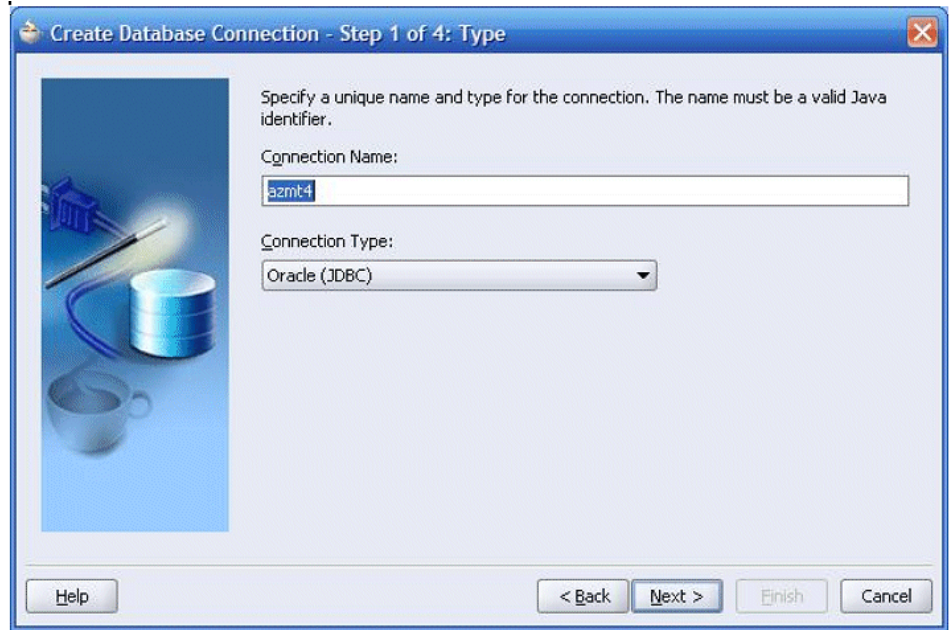 Create Database Connection - Step 1 of 4: Type
Specify a unique name and type for the connection. The name must be a valid Java
identifier.
Connection Name:
azmt4
Connection Type:
Oracle (JDBC)
Help
< Back
Next >
Finish
Cancel